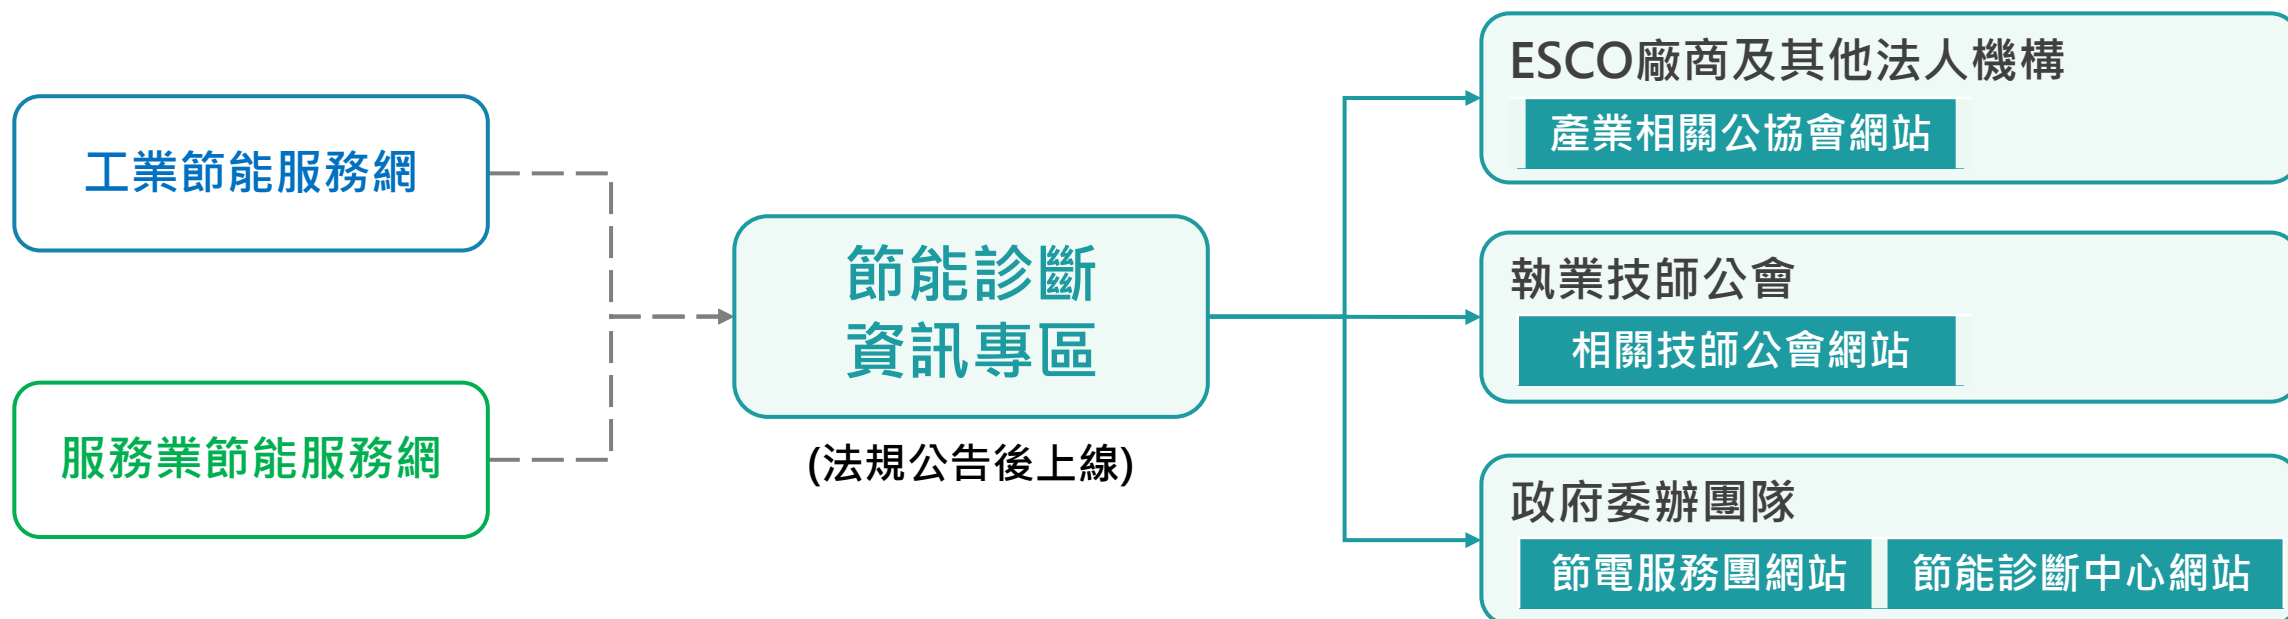 工業節能服務網
服務業節能服務網
節能診斷
資訊專區
(法規公告後上線)
ESCO廠商及其他法人機構
產業相關公協會網站
執業技師公會
相關技師公會網站
政府委辦團隊
節電服務團網站 節能診斷中心網站